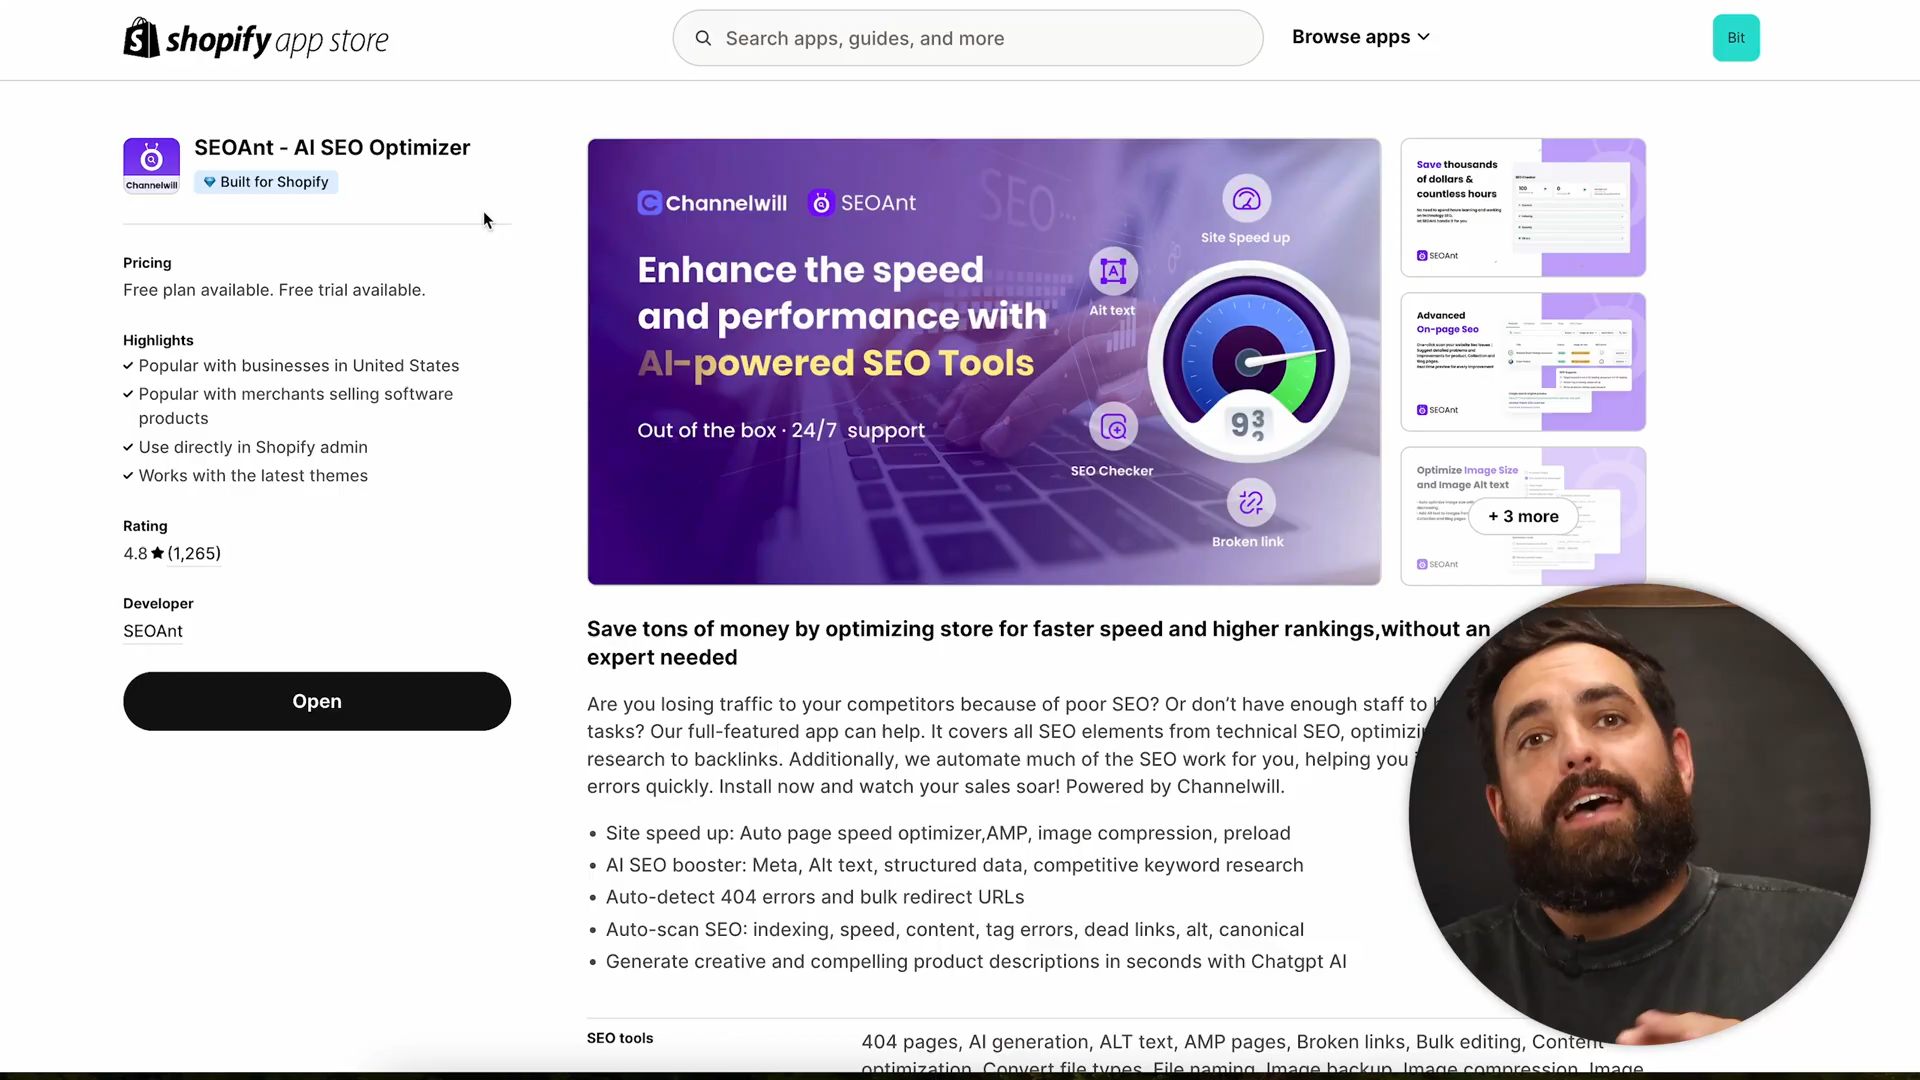 shopify app store
Search apps, guides, and more
Browse apps
Bit
Channelwill
SEOAnt - AI SEO Optimizer
Built for Shopify
Pricing
Free plan available. Free trial available.
Highlights
Popular with businesses in United States
Popular with merchants selling software
products
Use directly in Shopify admin
Works with the latest themes
Rating
4.8 (1,265)
Developer
SEOAnt
Open
Channelwill SEOAnt
SEO...
Enhance the speed
and performance with
AI-powered SEO Tools
Out of the box · 24/7 support
Site Speed up
Alt text
SEO Checker
Broken link
93
Save thousands
of dollars &
countless hours
SEOAnt
Advanced
On-page Seo
SEOAnt
Optimize Image Size
and Image Alt text
+ 3 more
SEOAnt
Save tons of money by optimizing store for faster speed and higher rankings,without an
expert needed
Are you losing traffic to your competitors because of poor SEO? Or don’t have enough staff to
tasks? Our full-featured app can help. It covers all SEO elements from technical SEO,
research to backlinks. Additionally, we automate much of the SEO work for you, helping you
errors quickly. Install now and watch your sales soar! Powered by Channelwill.
• Site speed up: Auto page speed optimizer,AMP, image compression, preload
• AI SEO booster: Meta, Alt text, structured data, competitive keyword research
• Auto-detect 404 errors and bulk redirect URLs
• Auto-scan SEO: indexing, speed, content, tag errors, dead links, alt, canonical
• Generate creative and compelling product descriptions in seconds with Chatgpt AI
SEO tools
404 pages, AI generation, ALT text, AMP pages, Broken links, Bulk editing, Content
optimization, Convert file types, File naming, Image backup, Image compression, Image